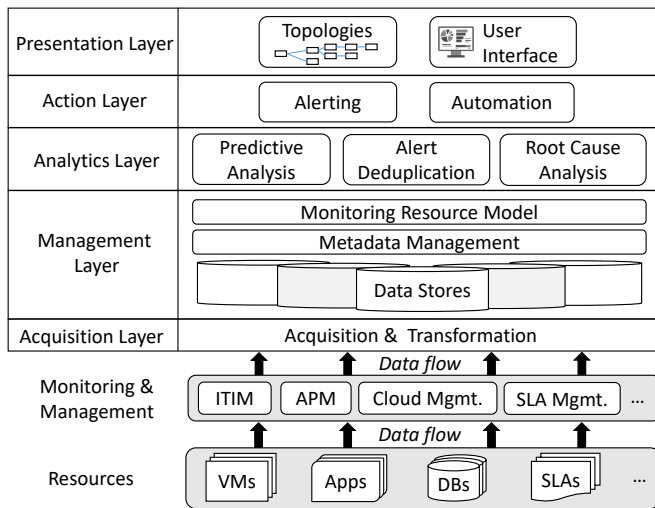 Presentation Layer
Topologies
User
Interface
Action Layer
Alerting
Automation
Analytics Layer
Predictive
Analysis
Alert
Deduplication
Root Cause
Analysis
Management
Layer
Monitoring Resource Model
Metadata Management
Data Stores
Acquisition Layer
Acquisition & Transformation
Data flow
Monitoring &
Management
ITIM
APM
Cloud Mgmt.
SLA Mgmt.
...
Data flow
Resources
VMs
Apps
DBs
SLAs
...